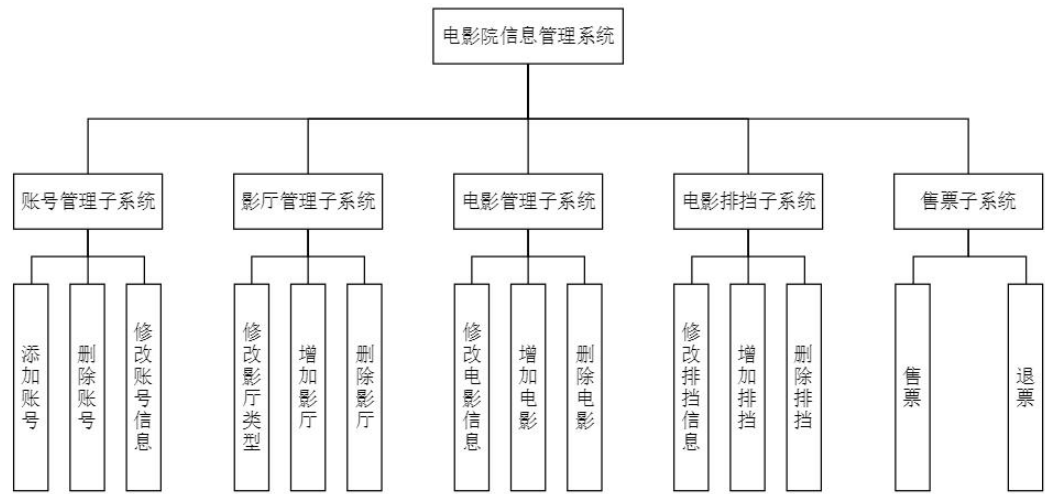 电影院信息管理系统
账号管理子系统
影厅管理子系统
电影管理子系统
电影排挡子系统
售票子系统
添加账号
删除账号
修改账号信息
修改影厅类型
增加影厅
删除影厅
修改电影信息
增加电影
删除电影
修改排挡信息
增加排挡
删除排挡
售票
退票